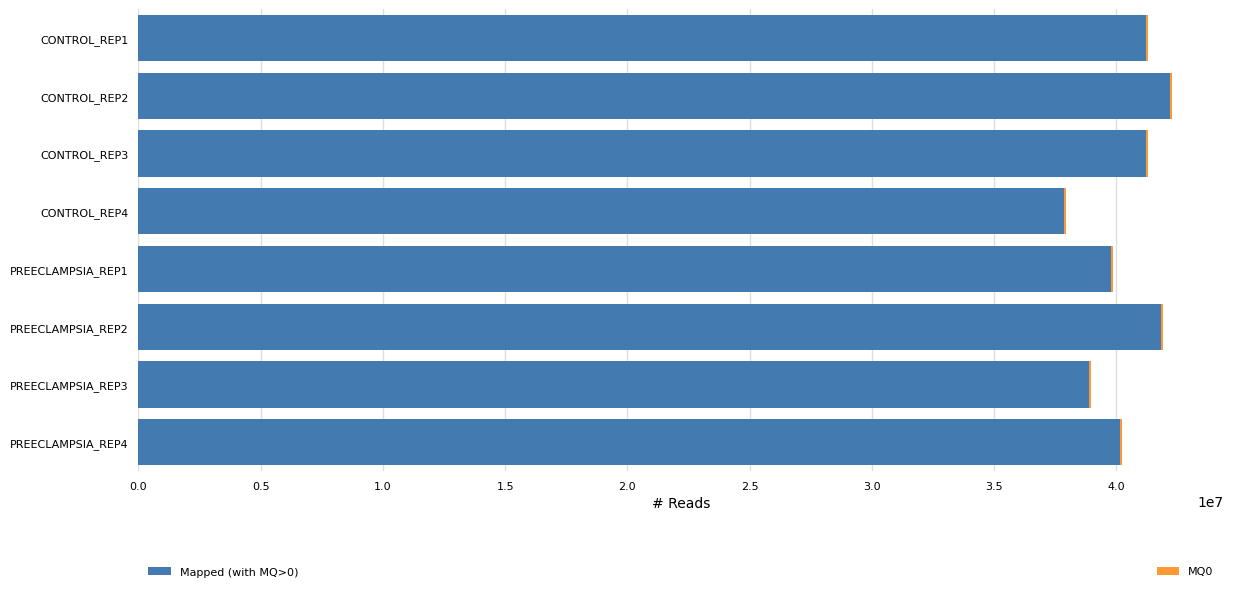 CONTROL_REP1
CONTROL_REP2
CONTROL_REP3
CONTROL_REP4
PREECLAMPSIA_REP1
PREECLAMPSIA_REP2
PREECLAMPSIA_REP3
PREECLAMPSIA_REP4
0.0 0.5 1.0 1.5 2.0 2.5 3.0 3.5 4.0
# Reads 1e7
Mapped (with MQ>0) MQ0